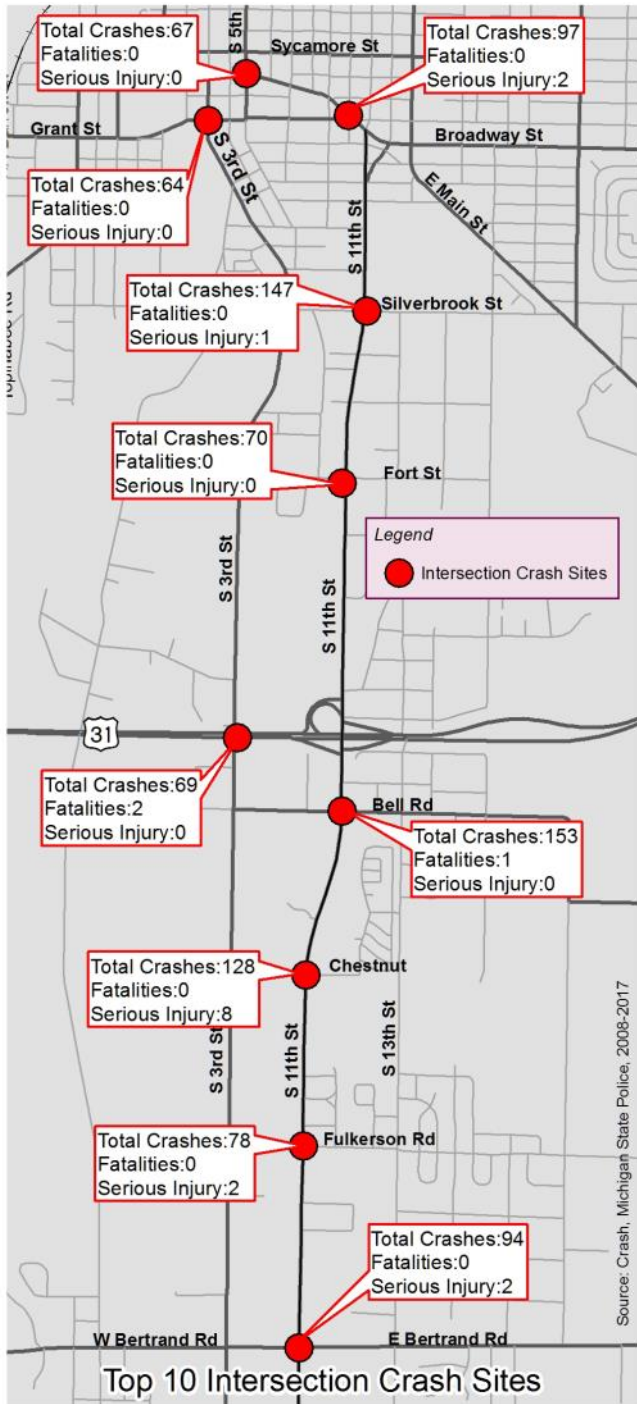 Total Crashes:67
Fatalities:0
Serious Injury:0
S 5th
Sycamore St
Total Crashes:97
Fatalities:0
Serious Injury:2
Grant St
S 3rd St
Broadway St
E Main St
Total Crashes:64
Fatalities:0
Serious Injury:0
S 11th St
Total Crashes:147
Fatalities:0
Serious Injury:1
Silverbrook St
Total Crashes:70
Fatalities:0
Serious Injury:0
Fort St
Legend
Intersection Crash Sites
S 3rd St
S 11th St
31
Total Crashes:69
Fatalities:2
Serious Injury:0
Bell Rd
Total Crashes:153
Fatalities:1
Serious Injury:0
Total Crashes:128
Fatalities:0
Serious Injury:8
Chestnut
S 3rd St
S 11th St
S 13th St
Total Crashes:78
Fatalities:0
Serious Injury:2
Fulkerson Rd
Total Crashes:94
Fatalities:0
Serious Injury:2
Source: Crash, Michigan State Police, 2008-2017
W Bertrand Rd
E Bertrand Rd
Top 10 Intersection Crash Sites